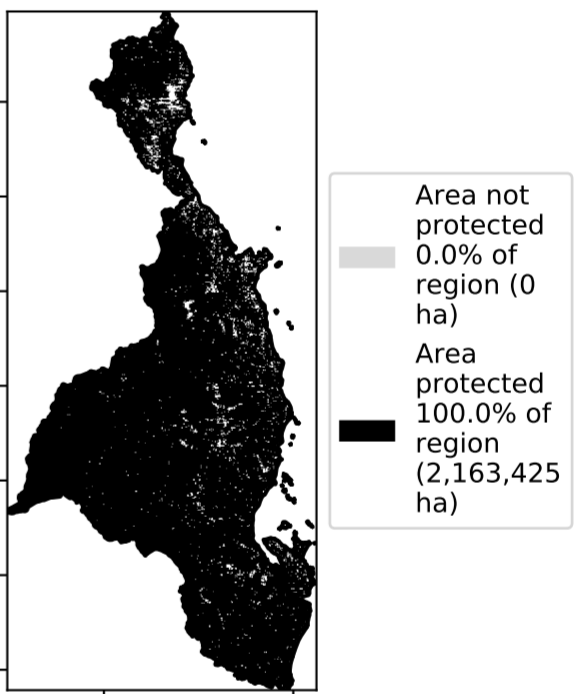 Area not
protected
0.0% of
region (0
ha)
Area
protected
100.0% of
region
(2,163,425
ha)